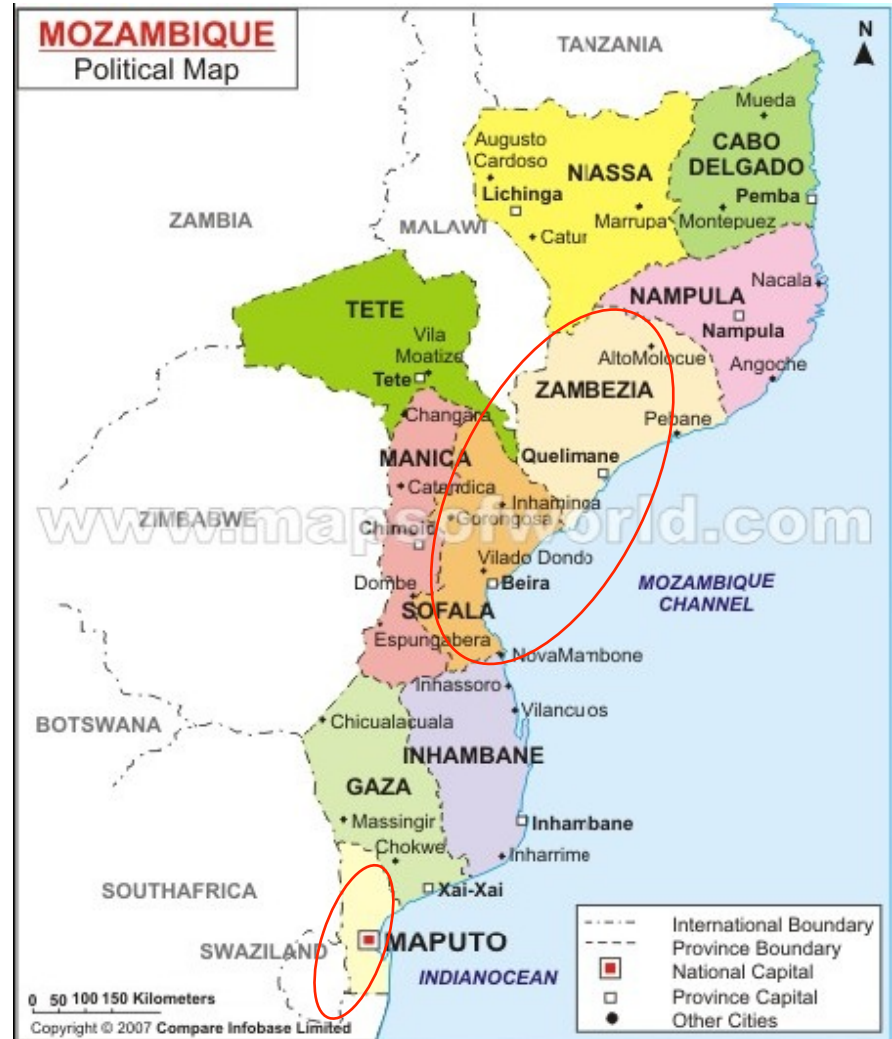 MOZAMBIQUE
Political Map
N
TANZANIA
Mueda
CABO
DELGADO
Augusto
Cardoso
NIASSA
Lichinga
Pemba
ZAMBIA
MALAWI
Marrupa
Montepuez
Catur
Nacala
NAMPULA
TETE
Nampula
Vila
Moatize
AltoMolocue
Angoche
Tete
ZAMBEZIA
Changara
Pebane
MANICA
Quelimane
Catandica
Inhaminga
www.mapsofworld.com
ZIMBABWE
Gorongosa
Chimoio
Vilado Dondo
Dombe
Beira
MOZAMBIQUE
CHANNEL
SOFALA
Espungabera
NovaMambone
Inhassoro
BOTSWANA
Chicualacuala
Vilancuos
INHAMBANE
GAZA
Massingir
Inhambane
Chokwe
Inharrime
SOUTHAFRICA
Xai-Xai
SWAZILAND
MAPUTO
INDIANOCEAN
International Boundary
Province Boundary
National Capital
Province Capital
Other Cities
0 50 100 150 Kilometers
Copyright © 2007 Compare Infobase Limited